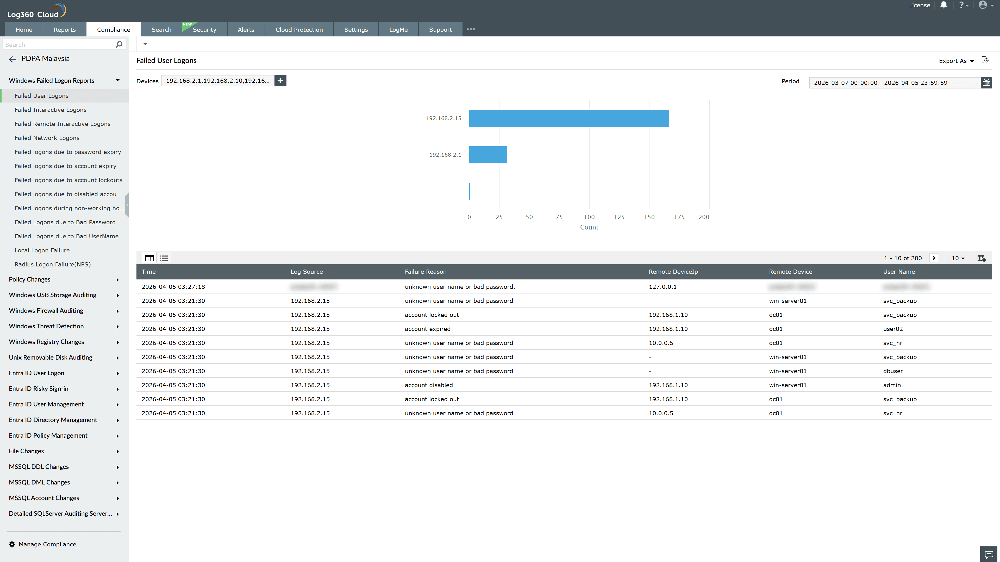 License
?
Log360 Cloud
Home
Reports
Compliance
Search
NEW
Security
Alerts
Cloud Protection
Settings
LogMe
Support
•••
Search
PDPA Malaysia
Windows Failed Logon Reports
Failed User Logons
Failed Interactive Logons
Failed Remote Interactive Logons
Failed Network Logons
Failed logons due to password expiry
Failed logons due to account expiry
Failed logons due to account lockouts
Failed logons due to disabled accou...
Failed logons during non-working ho...
Failed Logons due to Bad Password
Failed Logons due to Bad UserName
Local Logon Failure
Radius Logon Failure(NPS)
Policy Changes
Windows USB Storage Auditing
Windows Firewall Auditing
Windows Threat Detection
Windows Registry Changes
Unix Removable Disk Auditing
Entra ID User Logon
Entra ID Risky Sign-in
Entra ID User Management
Entra ID Directory Management
Entra ID Policy Management
File Changes
MSSQL DDL Changes
MSSQL DML Changes
MSSQL Account Changes
Detailed SQLServer Auditing Server...
Manage Compliance
Failed User Logons
Export As
Devices 192.168.2.1,192.168.2.10,192.16... +
Period 2026-03-07 00:00:00 - 2026-04-05 23:59:59
192.168.2.15
192.168.2.1
0 25 50 75 100 125 150 175 200
Count
1 - 10 of 200
10
Time Log Source Failure Reason Remote DeviceIp Remote Device User Name
2026-04-05 03:27:18 unknown user name or bad password. 127.0.0.1
2026-04-05 03:21:30 192.168.2.15 unknown user name or bad password - win-server01 svc_backup
2026-04-05 03:21:30 192.168.2.15 account locked out 192.168.1.10 dc01 svc_backup
2026-04-05 03:21:30 192.168.2.15 account expired 192.168.1.10 dc01 user02
2026-04-05 03:21:30 192.168.2.15 unknown user name or bad password 10.0.0.5 dc01 svc_hr
2026-04-05 03:21:30 192.168.2.15 unknown user name or bad password - win-server01 svc_backup
2026-04-05 03:21:30 192.168.2.15 unknown user name or bad password - win-server01 dbuser
2026-04-05 03:21:30 192.168.2.15 account disabled 192.168.1.10 win-server01 admin
2026-04-05 03:21:30 192.168.2.15 account locked out 192.168.1.10 dc01 svc_backup
2026-04-05 03:21:30 192.168.2.15 unknown user name or bad password 10.0.0.5 dc01 svc_hr